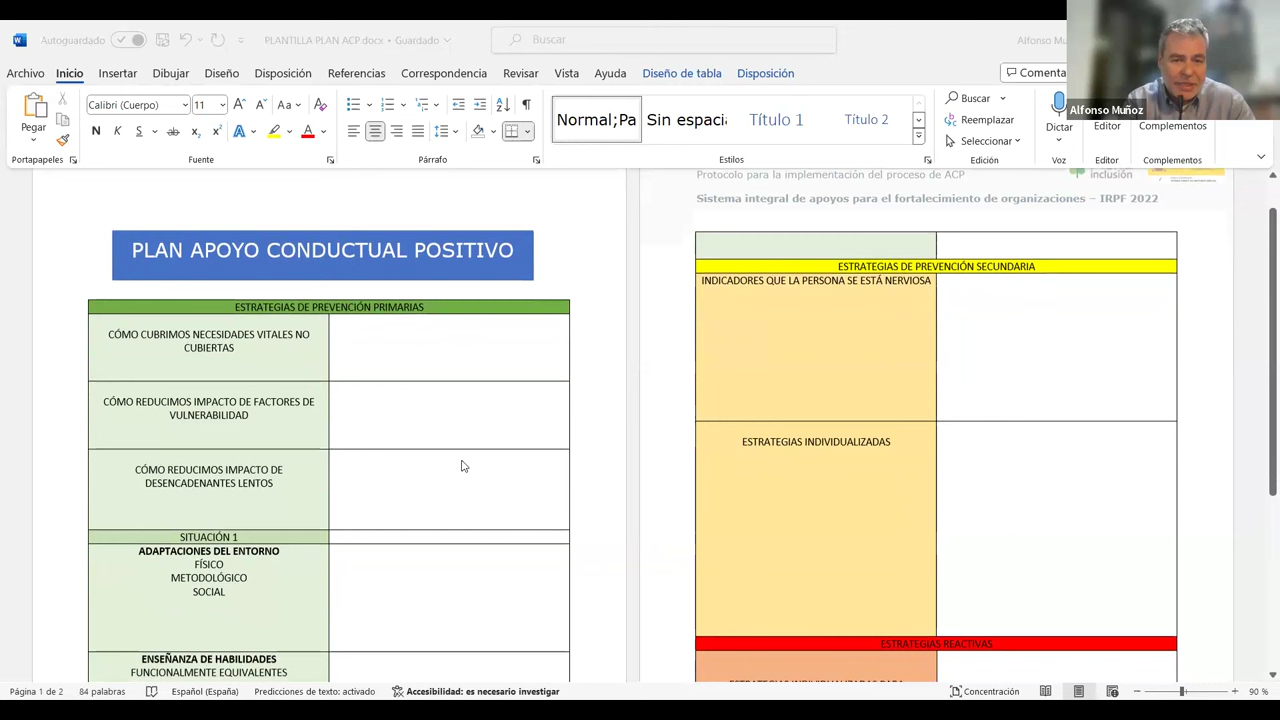 Autoguardado
PLANTILLA PLAN ACP.docx • Guardado
Buscar
Alfonso Mu
Archivo
Inicio
Insertar
Dibujar
Diseño
Disposición
Referencias
Correspondencia
Revisar
Vista
Ayuda
Diseño de tabla
Disposición
Comenta
Alfonso Muñoz
Pegar
Portapapeles
Calibri (Cuerpo)
11
Fuente
Párrafo
Normal;Pa
Sin espacia
Título 1
Título 2
Estilos
Buscar
Reemplazar
Seleccionar
Edición
Dictar
Voz
Editor
Editor
Complementos
Complementos
PLAN APOYO CONDUCTUAL POSITIVO
ESTRATEGIAS DE PREVENCIÓN PRIMARIAS
CÓMO CUBRIMOS NECESIDADES VITALES NO
CUBIERTAS
CÓMO REDUCIMOS IMPACTO DE FACTORES DE
VULNERABILIDAD
CÓMO REDUCIMOS IMPACTO DE
DESENCADENANTES LENTOS
SITUACIÓN 1
ADAPTACIONES DEL ENTORNO
FÍSICO
METODOLÓGICO
SOCIAL
ENSEÑANZA DE HABILIDADES
FUNCIONALMENTE EQUIVALENTES
Protocolo para la implementación del proceso de ACP
inclusión
Sistema integral de apoyos para el fortalecimiento de organizaciones – IRPF 2022
ESTRATEGIAS DE PREVENCIÓN SECUNDARIA
INDICADORES QUE LA PERSONA SE ESTÁ NERVIOSA
ESTRATEGIAS INDIVIDUALIZADAS
ESTRATEGIAS REACTIVAS
Página 1 de 2
84 palabras
Español (España)
Predicciones de texto: activado
Accesibilidad: es necesario investigar
Concentración
90 %